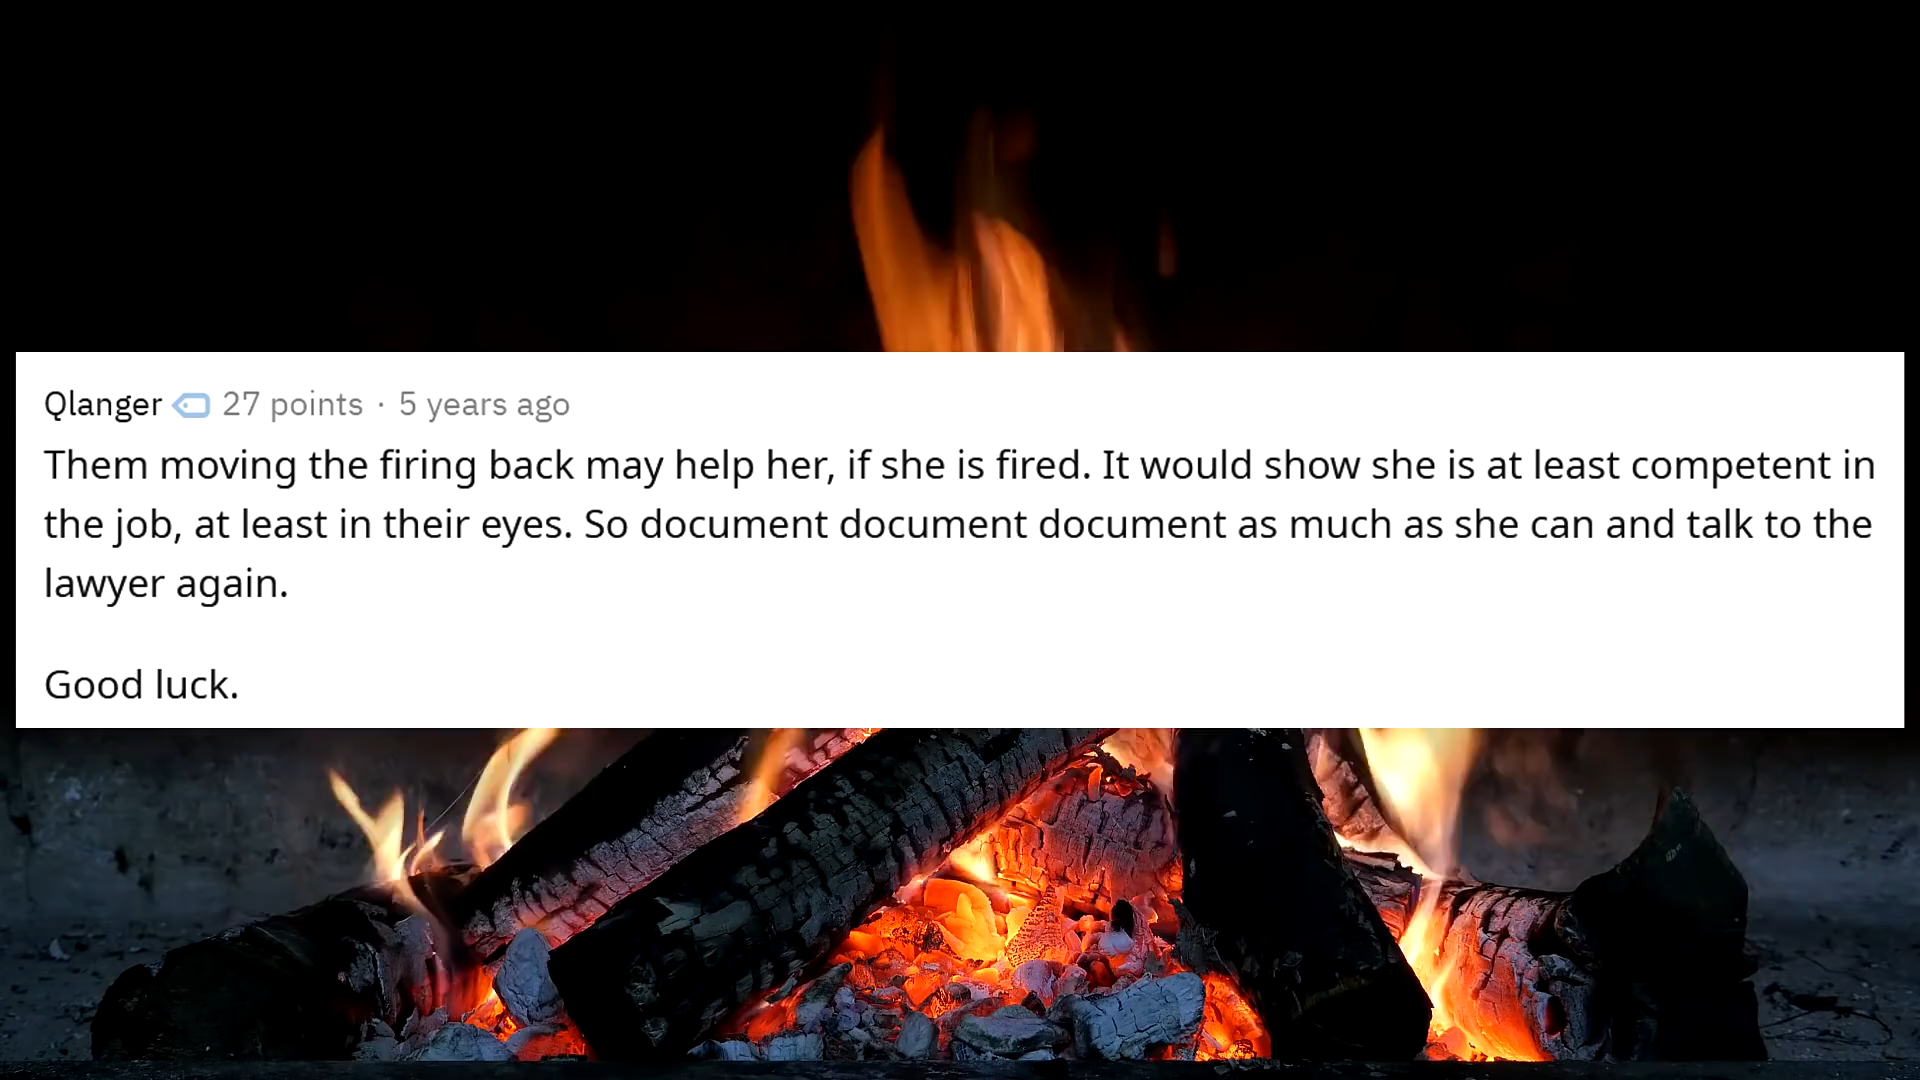 Qlanger 27 points · 5 years ago
Them moving the firing back may help her, if she is fired. It would show she is at least competent in
the job, at least in their eyes. So document document document as much as she can and talk to the
lawyer again.
Good luck.